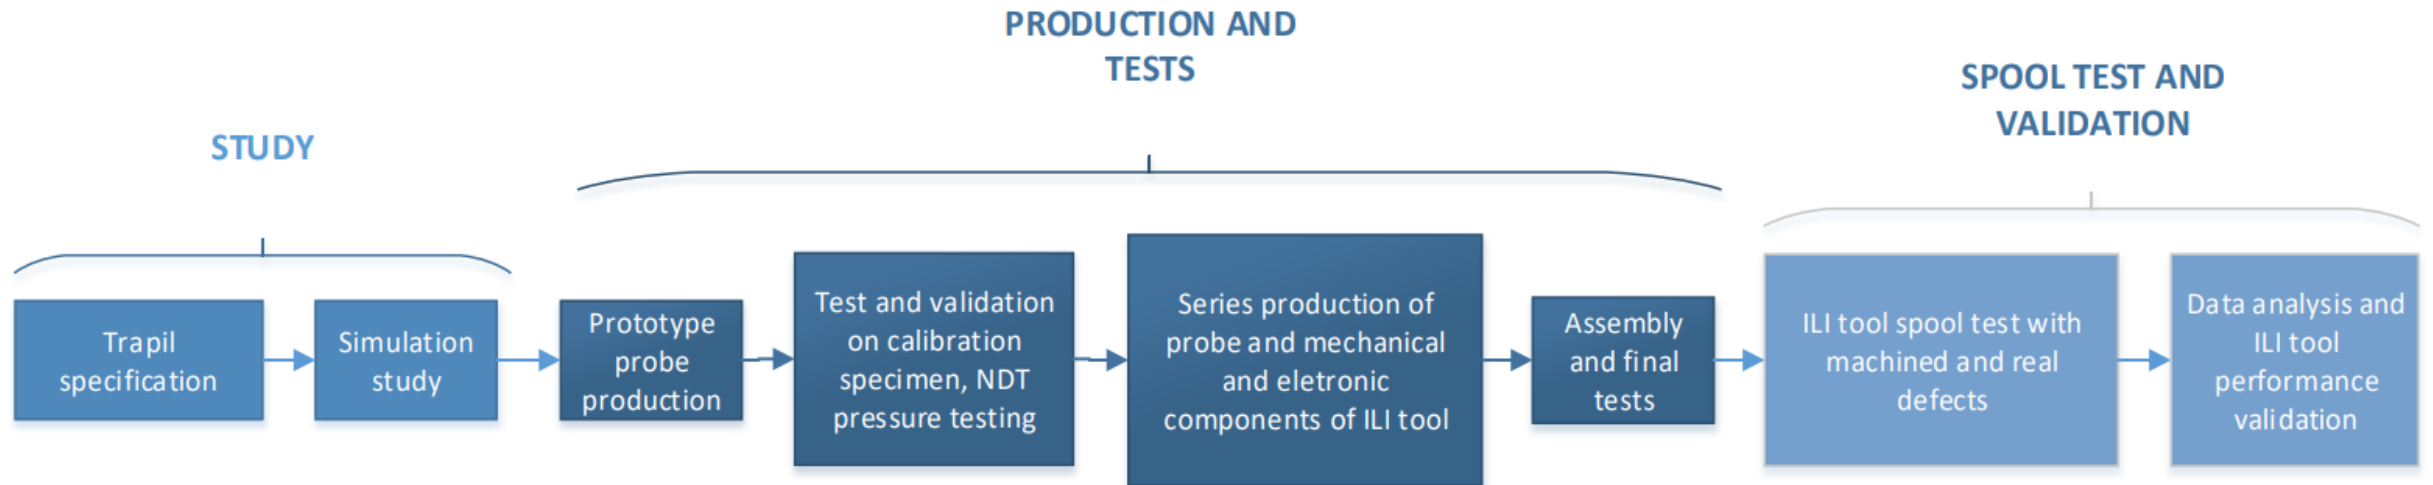 PRODUCTION AND
TESTS
SPOOL TEST AND
VALIDATION
STUDY
Trapil
specification
Simulation
study
Prototype
probe
production
Test and validation
on calibration
specimen, NDT
pressure testing
Series production of
probe and mechanical
and eletronic
components of ILI tool
Assembly
and final
tests
ILI tool spool test with
machined and real
defects
Data analysis and
ILI tool
performance
validation